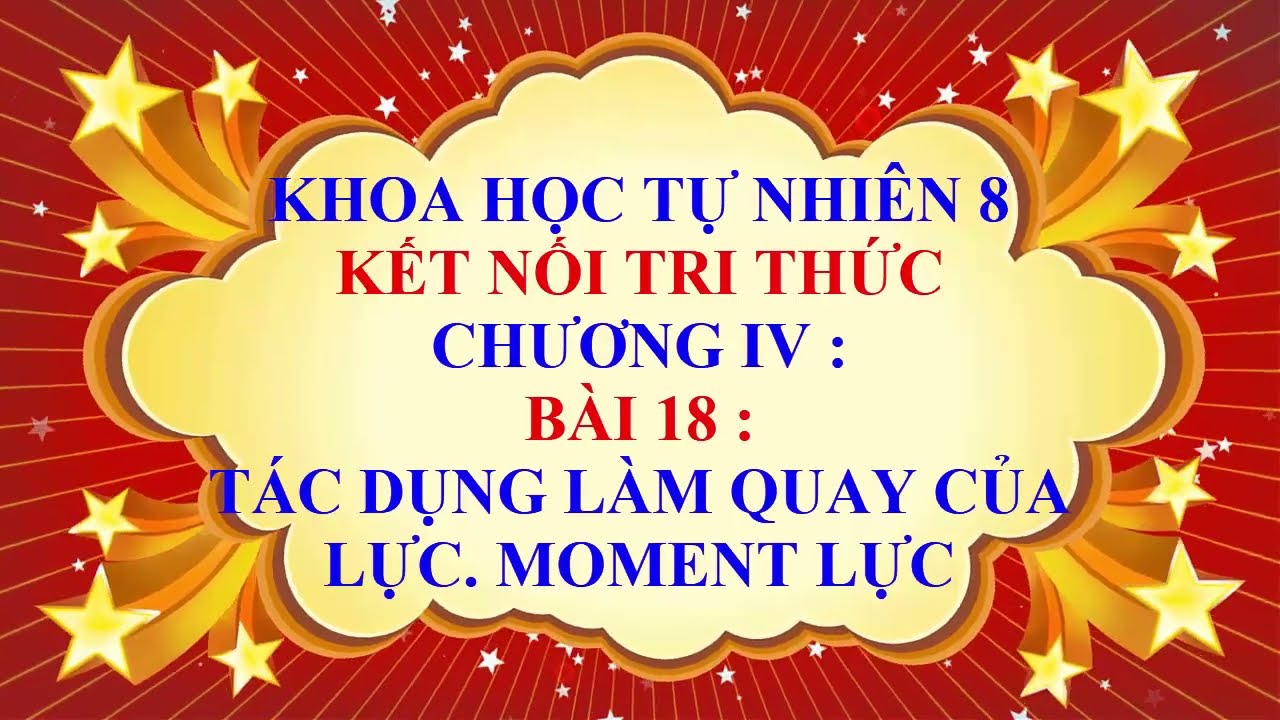 KHOA HỌC TỰ NHIÊN 8
KẾT NỐI TRI THỨC
CHƯƠNG IV :
BÀI 18 :
TÁC DỤNG LÀM QUAY CỦA
LỰC. MOMENT LỰC